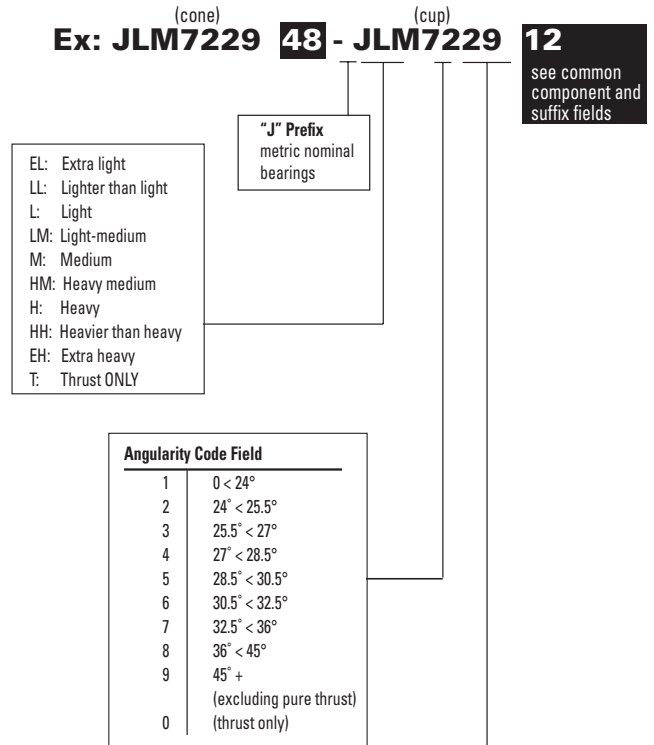 (cone) (cup)
Ex: JLM7229 48 - JLM7229 12
see common
component and
suffix fields
“J” Prefix
metric nominal
bearings
EL: Extra light
LL: Lighter than light
L: Light
LM: Light-medium
M: Medium
HM: Heavy medium
H: Heavy
HH: Heavier than heavy
EH: Extra heavy
T: Thrust ONLY
Angularity Code Field
1 0 < 24°
2 24˚ < 25.5°
3 25.5˚ < 27°
4 27˚ < 28.5°
5 28.5˚ < 30.5°
6 30.5˚ < 32.5°
7 32.5˚ < 36°
8 36˚ < 45°
9 45˚ +
(excluding pure thrust)
0 (thrust only)